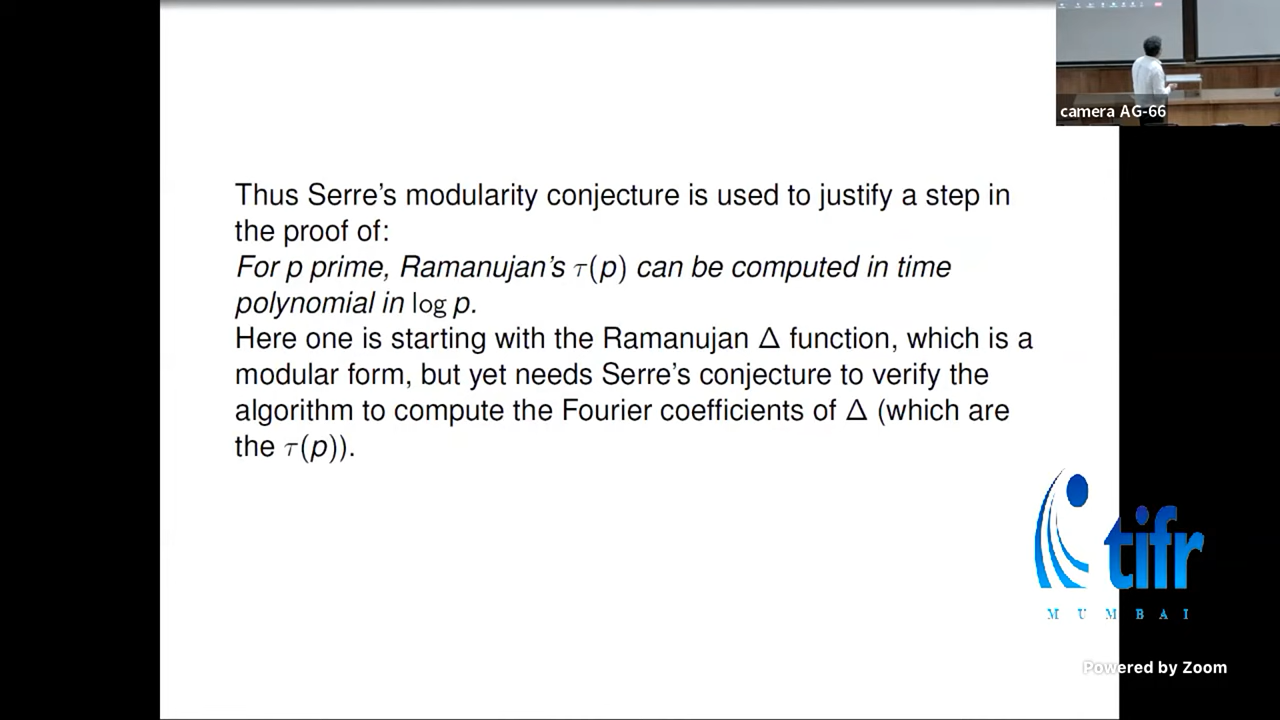 camera AG-66
Thus Serre's modularity conjecture is used to justify a step in
the proof of:
For p prime, Ramanujan's τ(p) can be computed in time
polynomial in log p.
Here one is starting with the Ramanujan Δ function, which is a
modular form, but yet needs Serre's conjecture to verify the
algorithm to compute the Fourier coefficients of Δ (which are
the τ(p)).
tifr
MUMBAI
Powered by Zoom